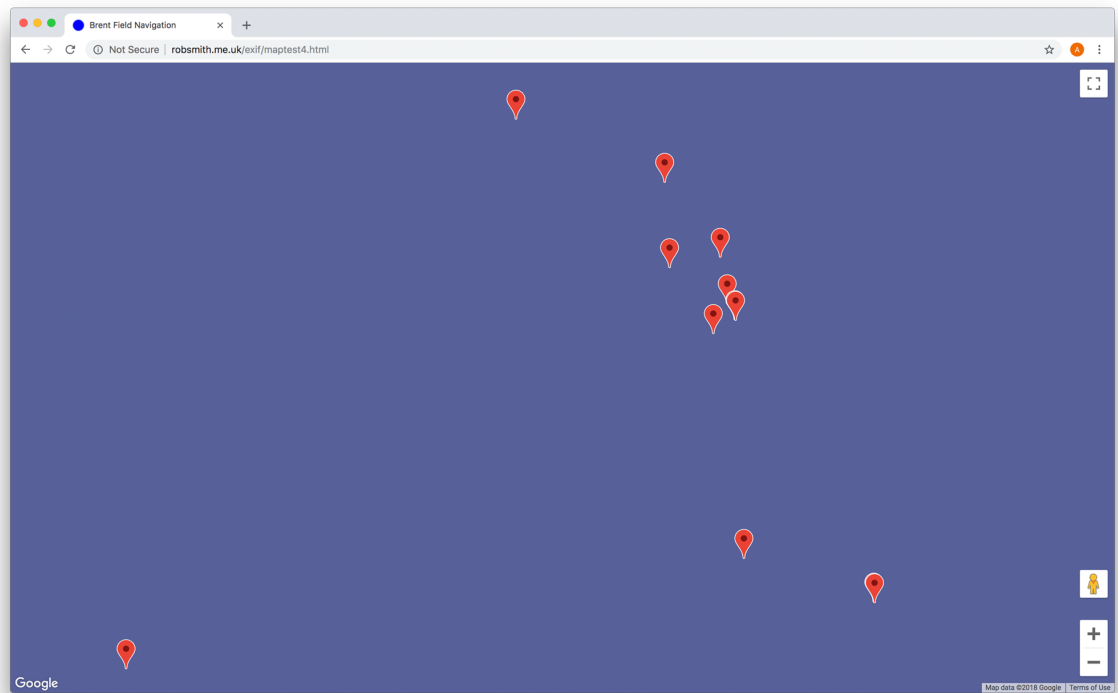 Brent Field Navigation
Not Secure | robsmith.me.uk/exif/maptest4.html
A
Google
Map data ©2018 Google | Terms of Use